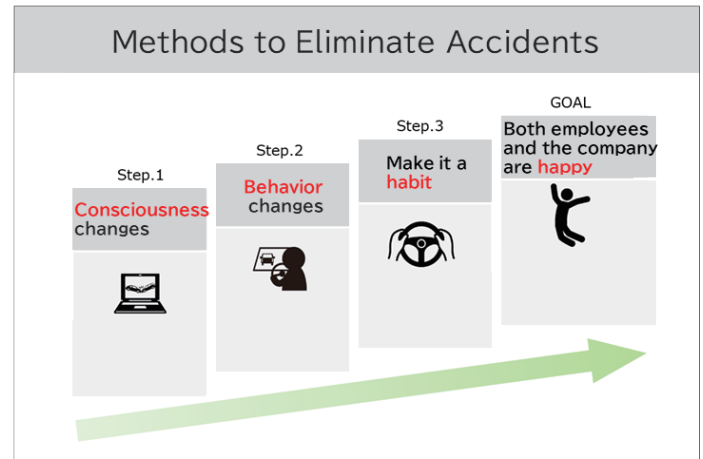 Methods to Eliminate Accidents
Step.1
Consciousness
changes
Step.2
Behavior
changes
Step.3
Make it a
habit
GOAL
Both employees
and the company
are happy